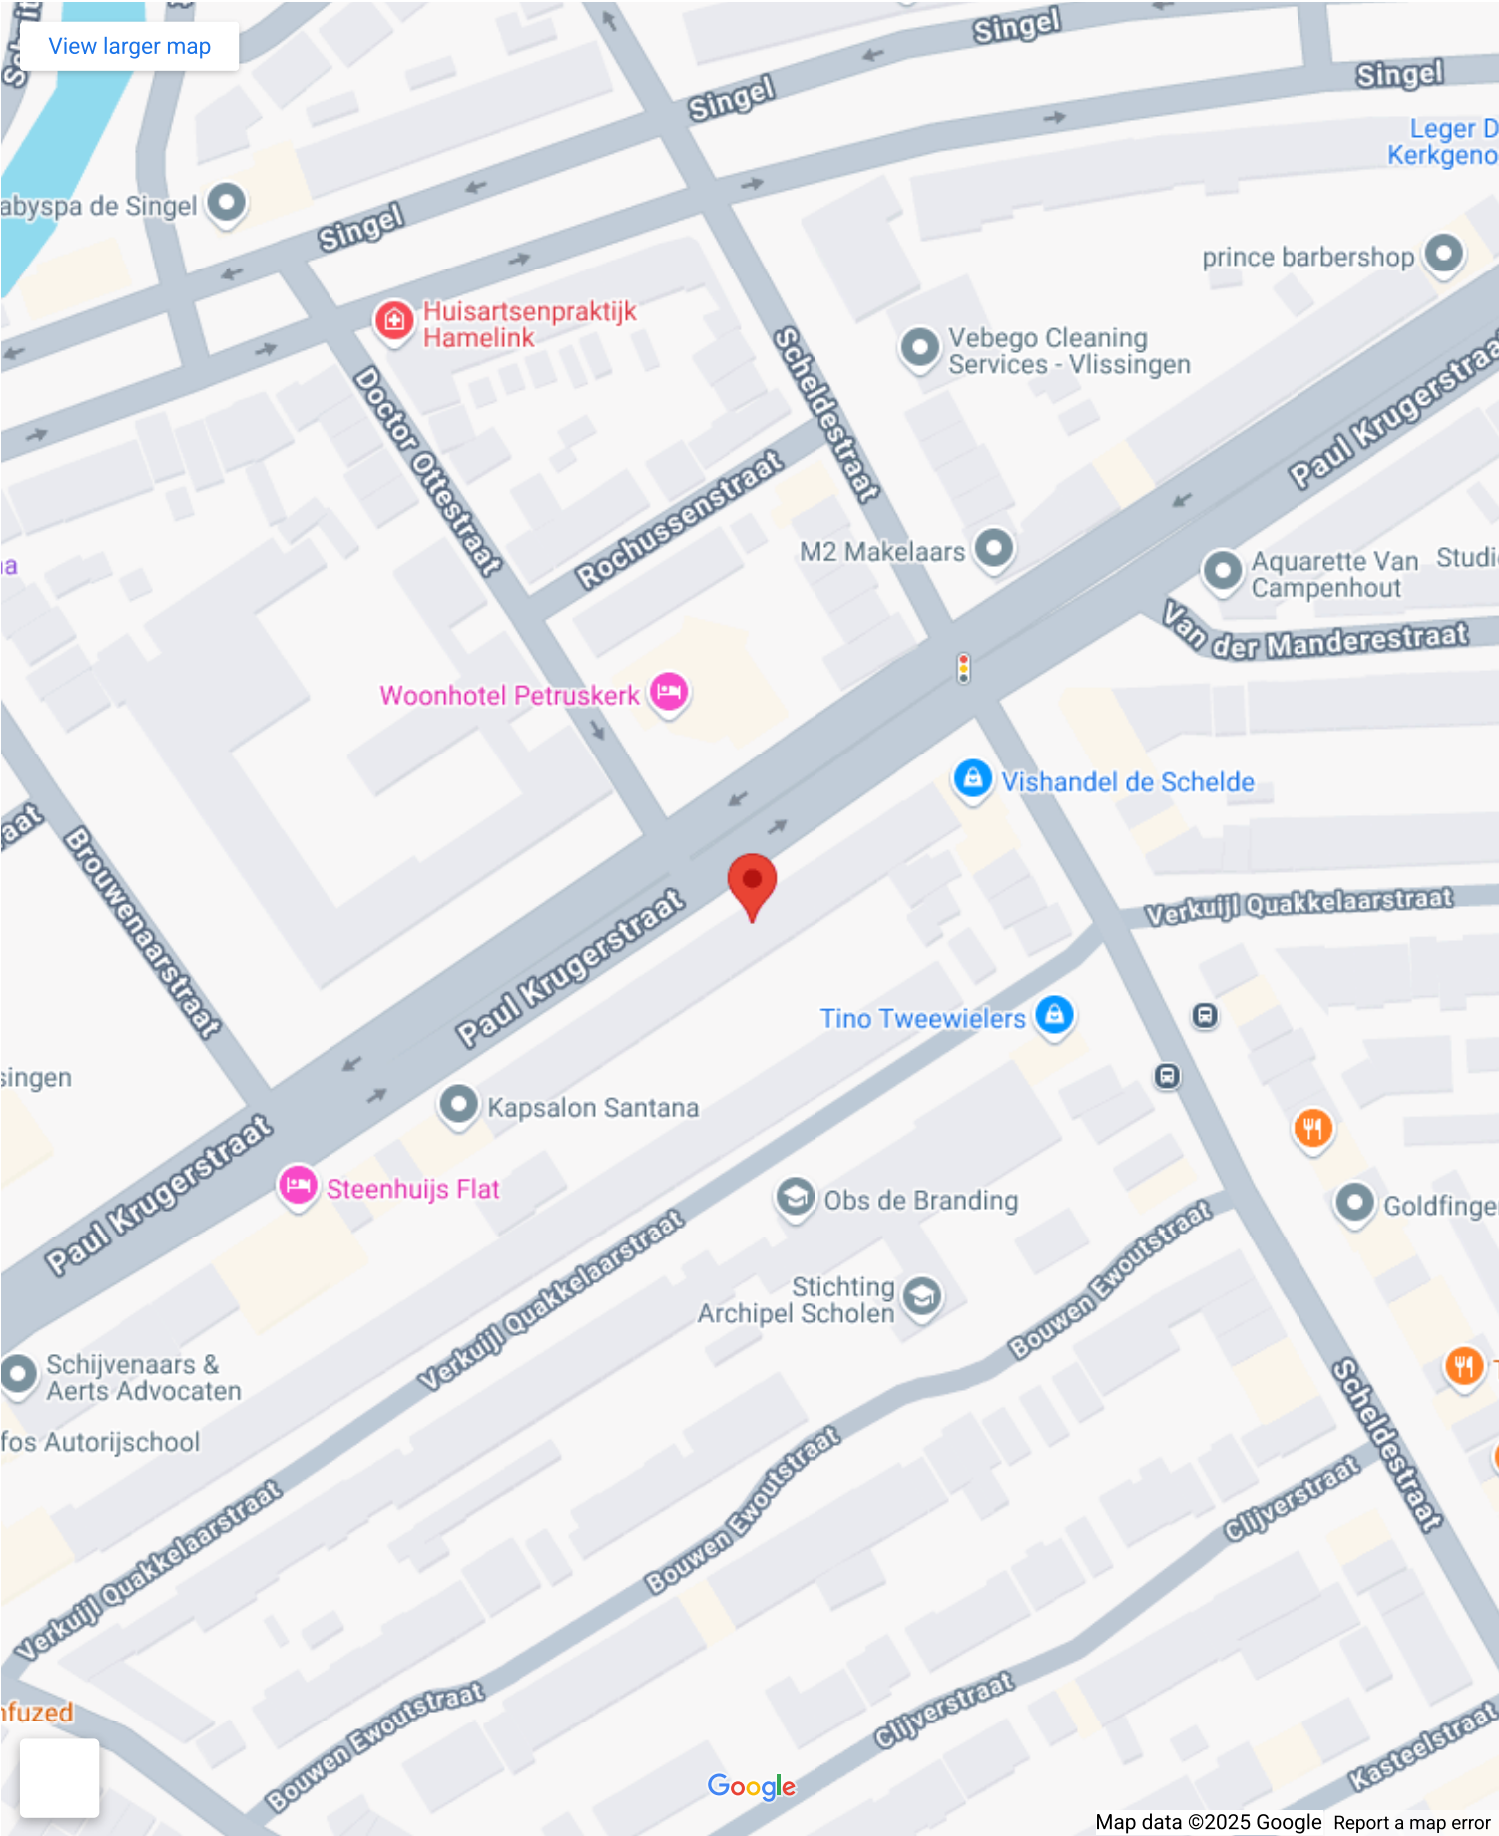 View larger map
Singel
Singel
Singel
Leger D
Kerkgeno
abyspa de Singel
Singel
prince barbershop
Huisartsenpraktijk
Hamelink
Vebego Cleaning
Services - Vlissingen
Scheldestraat
Paul Krugerstraa
Doctor Ottestraat
Rochussenstraat
M2 Makelaars
Aquarette Van
Campenhout
Studi
Van der Manderestraat
Woonhotel Petruskerk
Vishandel de Schelde
aat
Brouwenaarstraat
Verkuijl Quakkelaarstraat
Paul Krugerstraat
Tino Tweewielers
singen
Kapsalon Santana
Paul Krugerstraat
Steenhuijs Flat
Obs de Branding
Goldfinge
Verkuijl Quakkelaarstraat
Stichting
Archipel Scholen
Bouwen Ewoutstraat
Schijvenaars &
Aerts Advocaten
Scheldestraat
fos Autorijschool
Bouwen Ewoutstraat
Clijverstraat
Verkuijl Quakkelaarstraat
nfuzed
Bouwen Ewoutstraat
Clijverstraat
Kasteelstraat
Google
Map data ©2025 Google
Report a map error